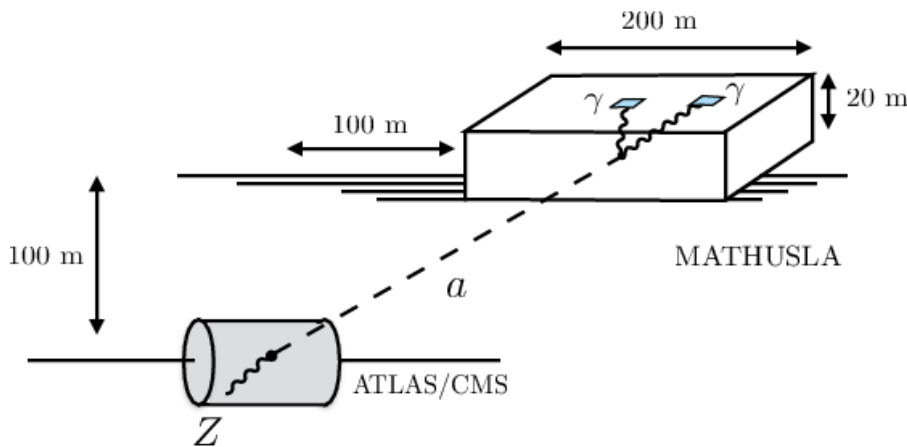 200 m
γ
γ
20 m
100 m
100 m
MATHUSLA
a
ATLAS/CMS
Z